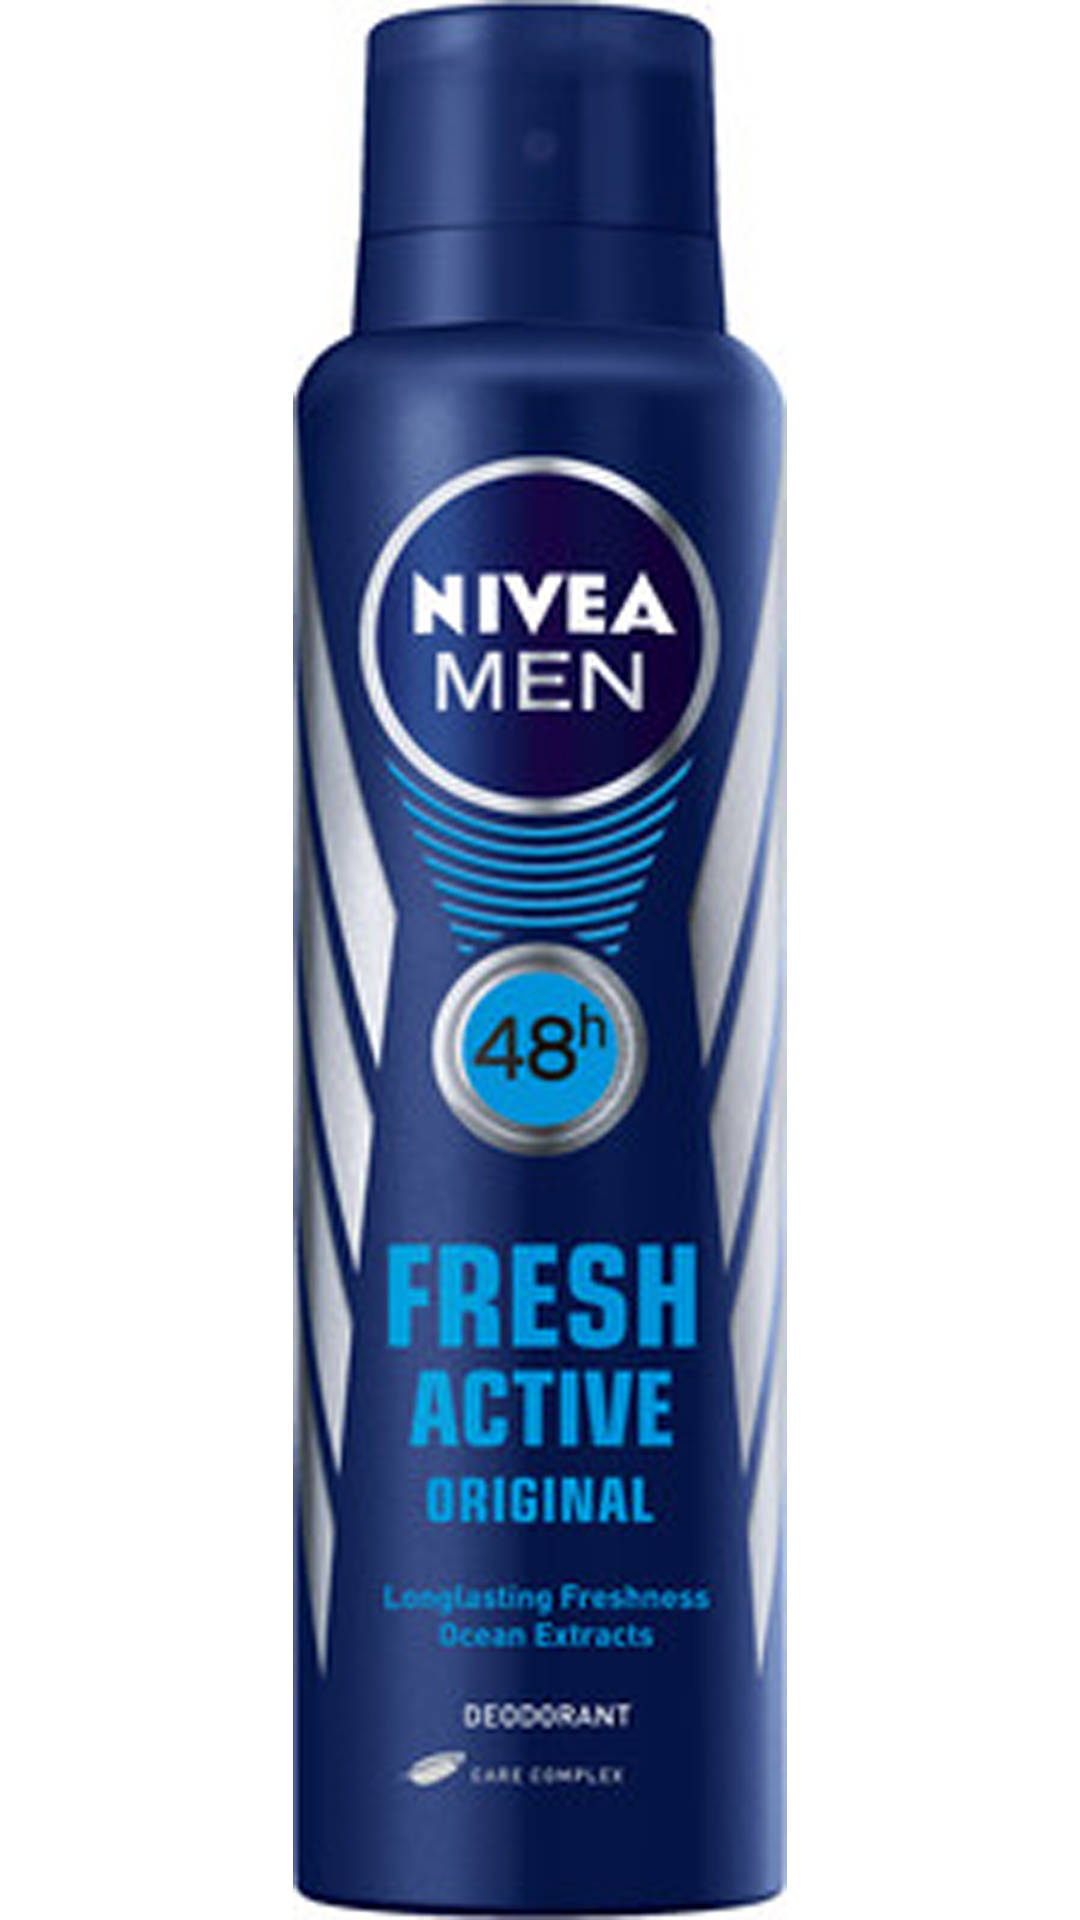 NIVEA
MEN
48h
FRESH
ACTIVE
ORIGINAL
Longlasting Freshness
Ocean Extracts
DEODORANT
CARE COMPLEX